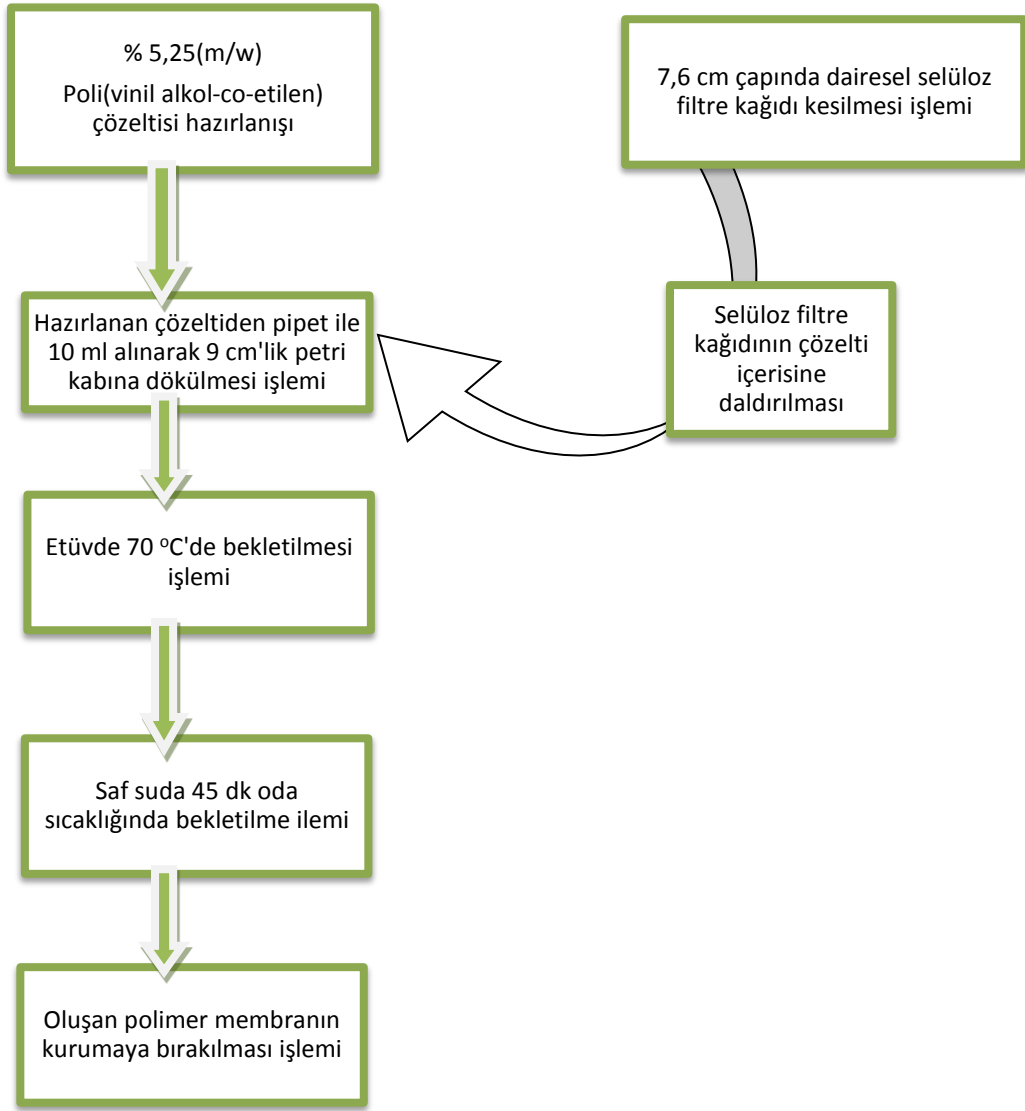 % 5,25(m/w)
Poli(vinil alkol-co-etilen)
çözeltisi hazırlanışı
7,6 cm çapında dairesel selüloz
filtre kağıdı kesilmesi işlemi
Hazırlanan çözeltiden pipet ile
10 ml alınarak 9 cm'lik petri
kabına dökülmesi işlemi
Selüloz filtre
kağıdının çözelti
içerisine
daldırılması
Etüvde 70 °C'de bekletilmesi
işlemi
Saf suda 45 dk oda
sıcaklığında bekletilme ilemi
Oluşan polimer membranın
kurumaya bırakılması işlemi